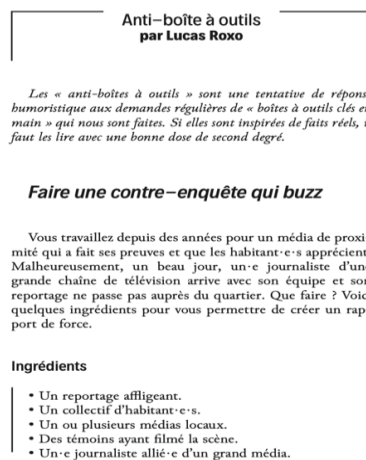 Anti–boîte à outils
par Lucas Roxo
Les « anti-boîtes à outils » sont une tentative de répons
humoristique aux demandes régulières de « boîtes à outils clés e
main » qui nous sont faites. Si elles sont inspirées de faits réels,
faut les lire avec une bonne dose de second degré.
Faire une contre–enquête qui buzz
Vous travaillez depuis des années pour un média de proxi
mité qui a fait ses preuves et que les habitant·e·s apprécient
Malheureusement, un beau jour, un·e journaliste d'un
grande chaîne de télévision arrive avec son équipe et so
reportage ne passe pas auprès du quartier. Que faire ? Voic
quelques ingrédients pour vous permettre de créer un rap
port de force.
Ingrédients
• Un reportage affligeant.
• Un collectif d'habitant·e·s.
• Un ou plusieurs médias locaux.
• Des témoins ayant filmé la scène.
• Un·e journaliste allié·e d'un grand média.